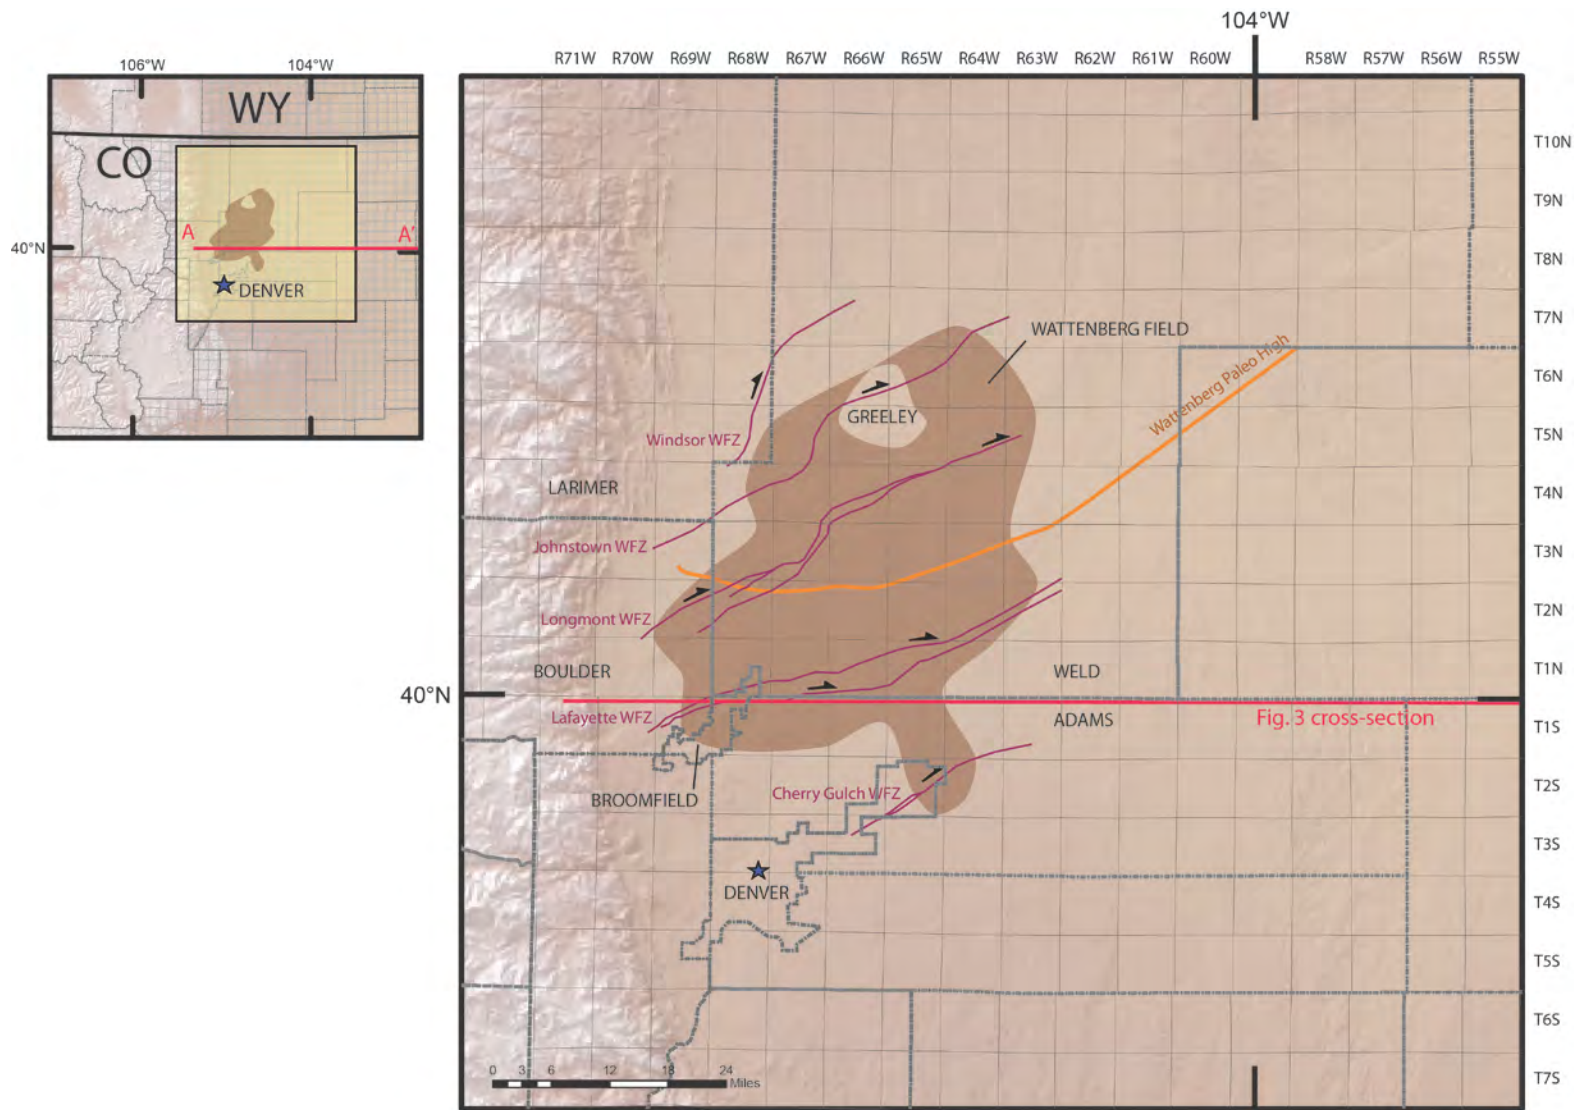 104°W
R71W R70W R69W R68W R67W R66W R65W R64W R63W R62W R61W R60W R58W R57W R56W R55W
106°W 104°W
WY
CO
A A'
40°N
DENVER
T10N
T9N
T8N
T7N
T6N
T5N
T4N
T3N
T2N
T1N
T1S
T2S
T3S
T4S
T5S
T6S
T7S
WATTENBERG FIELD
Wattenberg Paleo High
GREELEY
Windsor WFZ
LARIMER
Johnstown WFZ
Longmont WFZ
BOULDER
WELD
40°N
Lafayette WFZ
ADAMS
Fig. 3 cross-section
BROOMFIELD
Cherry Gulch WFZ
DENVER
0 3 6 12 18 24
Miles